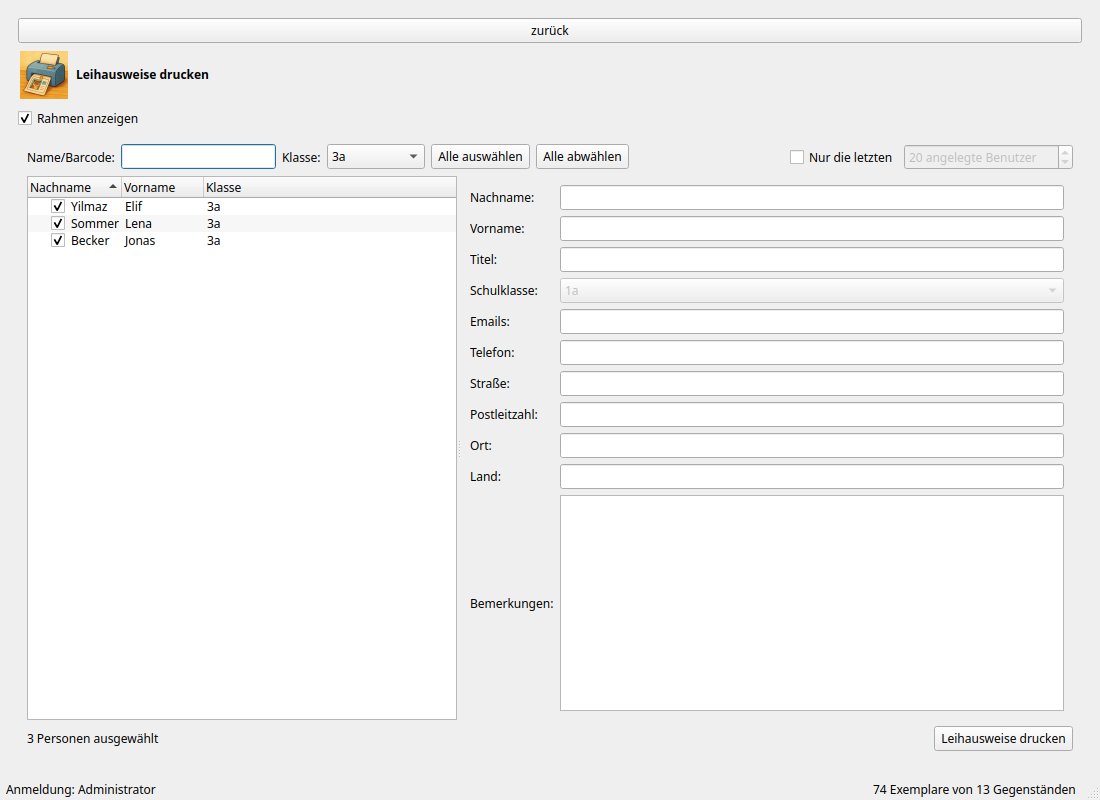 zurück
Leihausweise drucken
Rahmen anzeigen
Name/Barcode: Klasse: 3a Alle auswählen Alle abwählen Nur die letzten 20 angelegte Benutzer
Nachname Vorname Klasse
Yilmaz Elif 3a
Sommer Lena 3a
Becker Jonas 3a
Nachname:
Vorname:
Titel:
Schulklasse: 1a
Emails:
Telefon:
Straße:
Postleitzahl:
Ort:
Land:
Bemerkungen:
3 Personen ausgewählt Leihausweise drucken
Anmeldung: Administrator 74 Exemplare von 13 Gegenständen